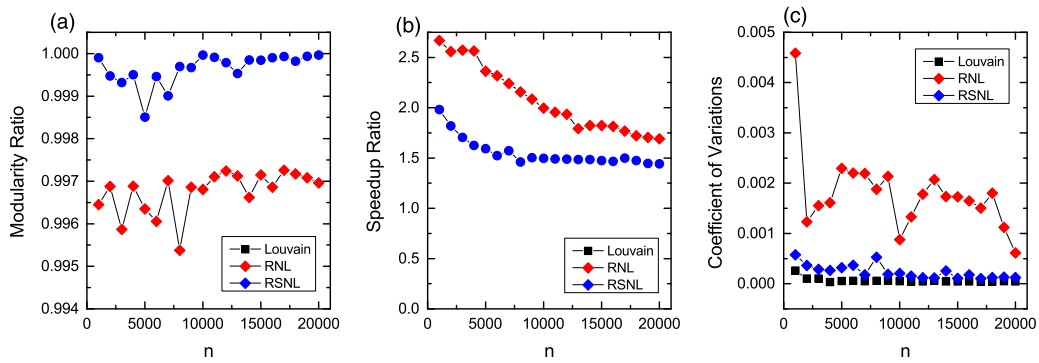 (a)
1.000
0.999
0.998
0.997
0.996
0.995
0.994
Modularity Ratio
Louvain
RNL
RSNL
0 5000 10000 15000 20000
n
(b)
2.5
2.0
1.5
1.0
0.5
0.0
Speedup Ratio
Louvain
RNL
RSNL
0 5000 10000 15000 20000
n
(c)
0.005
0.004
0.003
0.002
0.001
0.000
Coefficient of Variations
Louvain
RNL
RSNL
0 5000 10000 15000 20000
n